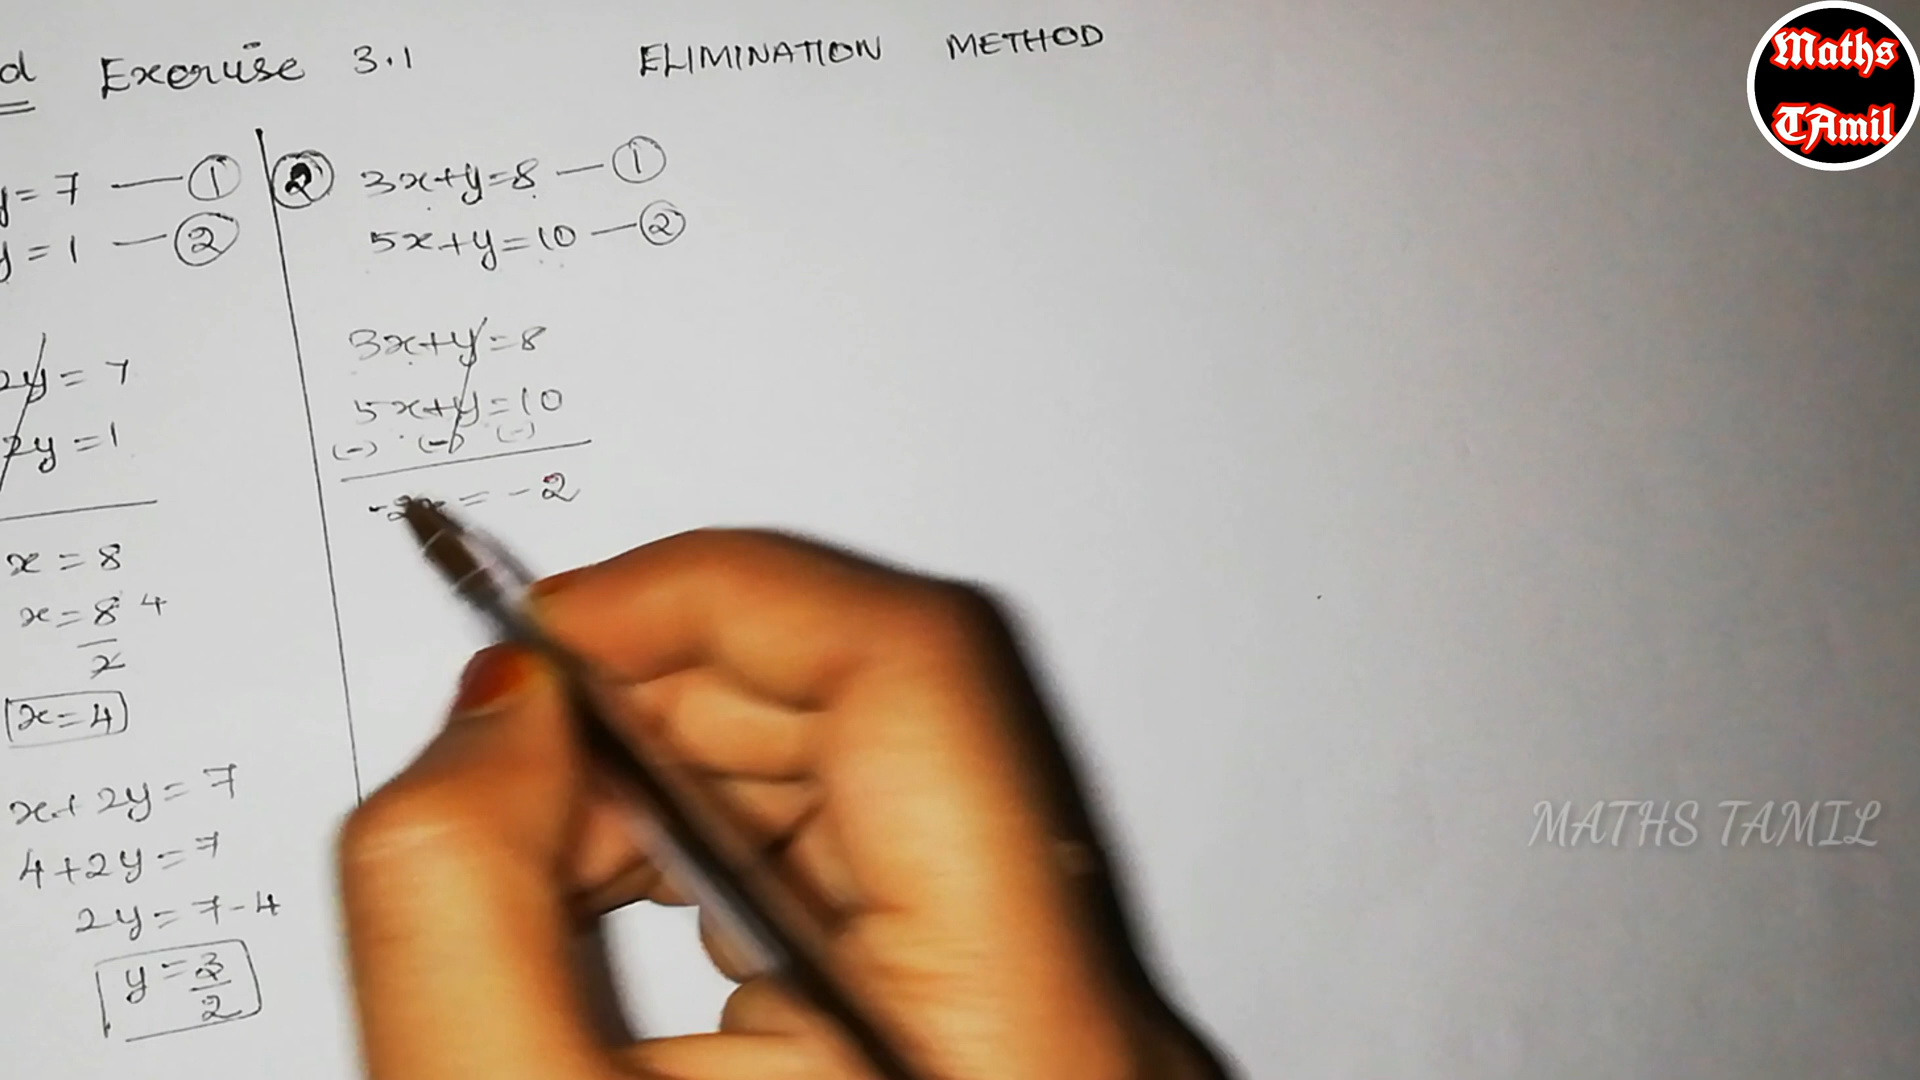 d Exercise 3.1 ELIMINATION METHOD
Maths
TAmil
y = 7 — ①
y = 1 — ②
2y = 7
2y = 1
x = 8
x = 8 4
2
x = 4
x + 2y = 7
4 + 2y = 7
2y = 7 - 4
y = 3
2
② 3x + y = 8 — ①
5x + y = 10 — ②
3x + y = 8
5x + y = 10
(-) (-) (-)
-2x = -2
MATHS TAMIL